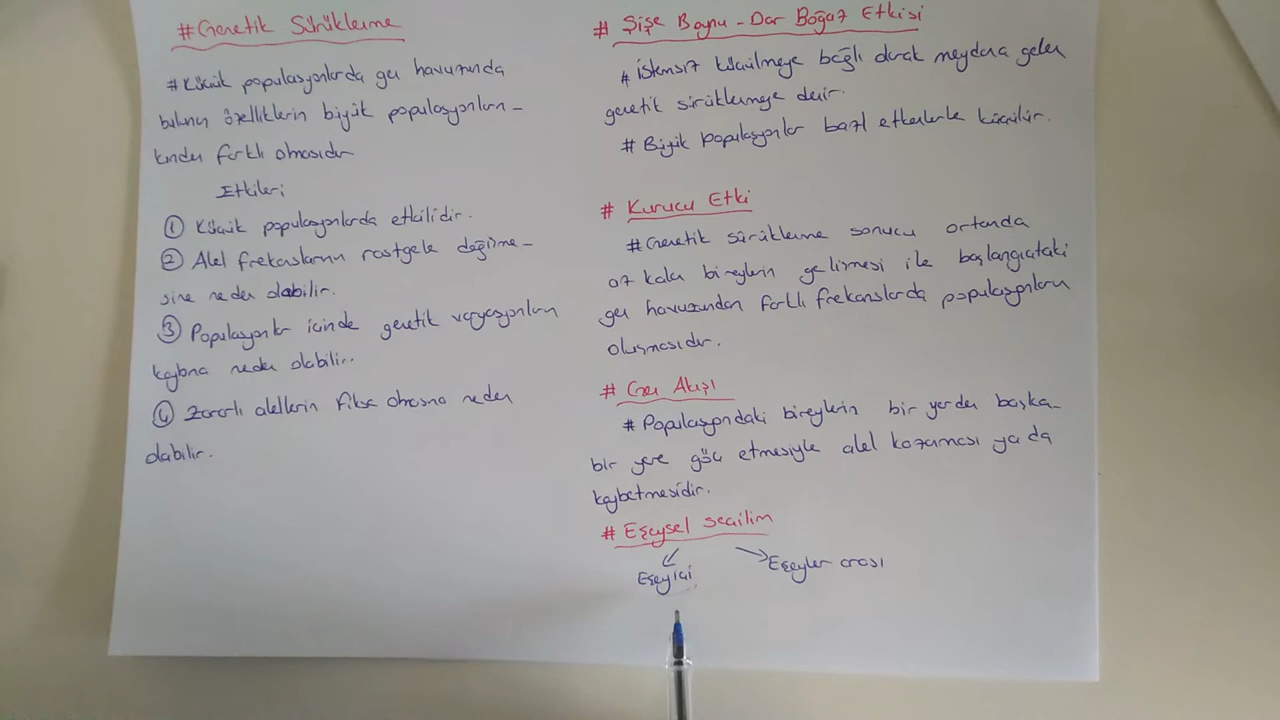 #Genetik Sürüklenme
#Küçük populasyonlarda gen havuzunda
bulunan özelliklerin büyük populasyonların-
kinden farklı olmasıdır
Etkileri
① Küçük populasyonlarda etkilidir.
② Alel frekanslarının rastgele değişme-
sine neden olabilir.
③ Populasyonlar içinde genetik varyasyonların
kaybına neden olabilir.
④ Zararlı alellerin fikse olmasına neden
olabilir.
# Şişe Boynu - Dar Boğaz Etkisi
# istemsiz küçülmeye bağlı olarak meydana gelen
genetik sürüklenmeye denir.
# Büyük populasyonlar bazı etkenlerle küçülür.
# Kurucu Etki
#Genetik sürüklenme sonucu ortamda
az kalan bireylerin gelişmesi ile başlangıçtaki
gen havuzundan farklı frekanslarda populasyonların
oluşmasıdır.
# Gen Akışı
# Populasyondaki bireylerin bir yerden başka
bir yere göç etmesiyle alel kazanması ya da
kaybetmesidir.
# Eşeysel seçilim
Eşeyiçi
Eşeyler arası